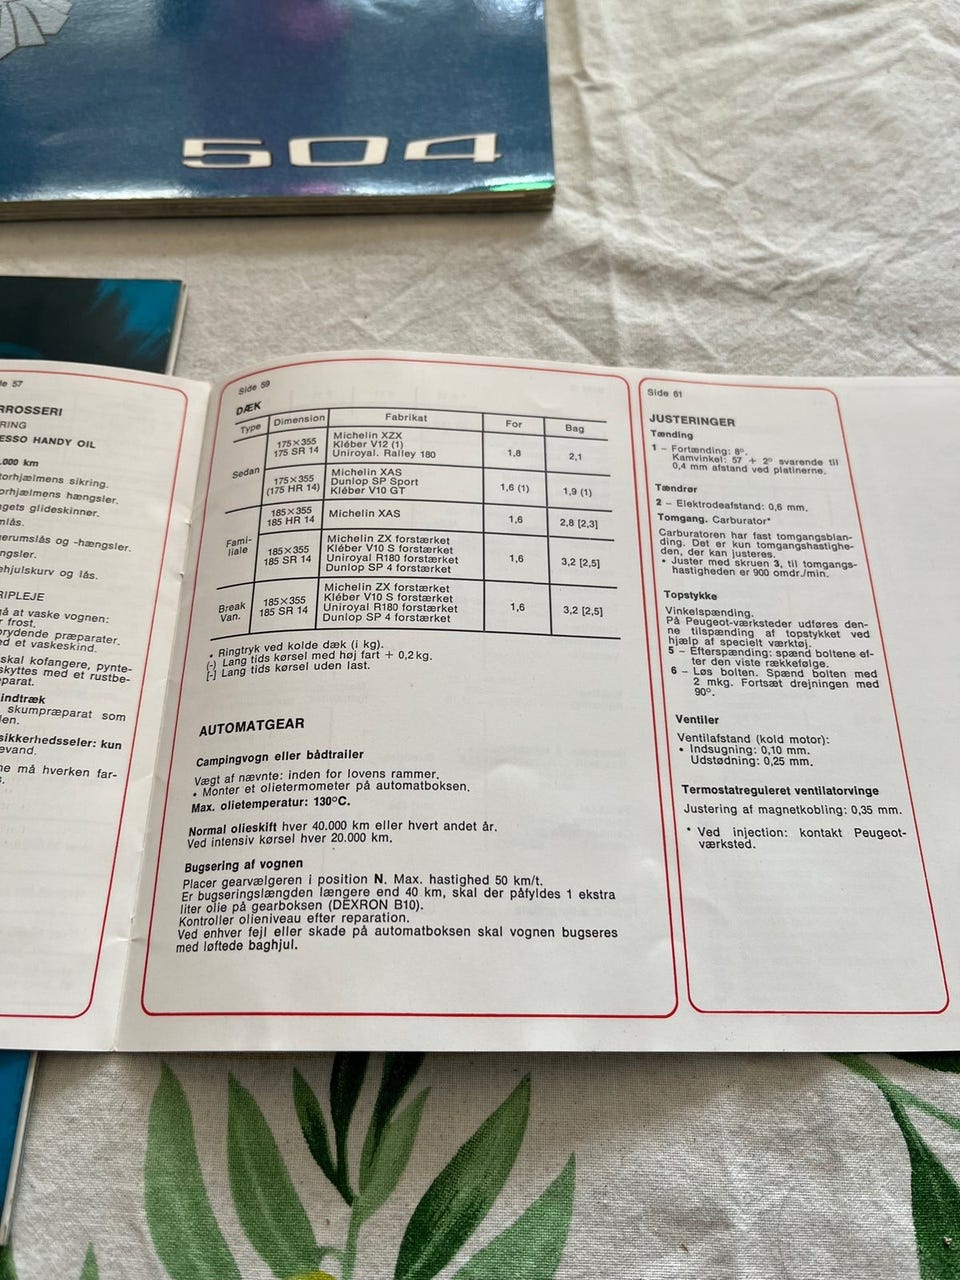 504
57
RROSSERI
RING
ESSO HANDY OIL
.000 km
torhjælmens sikring.
orhjælmens hængsler.
ngets glideskinner.
mlås.
gerumslås og -hængsler.
ngsler.
ehjulskurv og lås.
RIPLEJE
gå at vaske vognen:
r frost.
brydende præparater.
ed et vaskeskind.
skal kofangere, pynte-
skyttes med et rustbe-
parat.
indtræk
skumpræparat som
len.
sikkerhedsseler: kun
evand.
ne må hverken far-
s.
Side 59
DÆK
Type Dimension Fabrikat For Bag
Sedan
175×355
175 SR 14
Michelin XZX
Kléber V12 (1)
Uniroyal. Ralley 180
1,8
2,1
175×355
(175 HR 14)
Michelin XAS
Dunlop SP Sport
Kléber V10 GT
1,6 (1)
1,9 (1)
Fami-
liale
185×355
185 HR 14
Michelin XAS
1,6
2,8 [2,3]
185×355
185 SR 14
Michelin ZX forstærket
Kléber V10 S forstærket
Uniroyal R180 forstærket
Dunlop SP 4 forstærket
1,6
3,2 [2,5]
Break
Van.
185×355
185 SR 14
Michelin ZX forstærket
Kléber V10 S forstærket
Uniroyal R180 forstærket
Dunlop SP 4 forstærket
1,6
3,2 [2,5]
• Ringtryk ved kolde dæk (i kg).
(-) Lang tids kørsel med høj fart + 0,2 kg.
[-] Lang tids kørsel uden last.
AUTOMATGEAR
Campingvogn eller bådtrailer
Vægt af nævnte: inden for lovens rammer.
• Monter et olietermometer på automatboksen.
Max. olietemperatur: 130°C.
Normal olieskift hver 40.000 km eller hvert andet år.
Ved intensiv kørsel hver 20.000 km.
Bugsering af vognen
Placer gearvælgeren i position N. Max. hastighed 50 km/t.
Er bugseringslængden længere end 40 km, skal der påfyldes 1 ekstra
liter olie på gearboksen (DEXRON B10).
Kontroller olieniveau efter reparation.
Ved enhver fejl eller skade på automatboksen skal vognen bugseres
med løftede baghjul.
Side 61
JUSTERINGER
Tænding
1 – Fortænding: 8°.
Kamvinkel: 57 + 2° svarende til
0,4 mm afstand ved platinerne.
Tændrør
2 – Elektrodeafstand: 0,6 mm.
Tomgang. Carburator*
Carburatoren har fast tomgangsblan-
ding. Det er kun tomgangshastighe-
den, der kan justeres.
• Juster med skruen 3, til tomgangs-
hastigheden er 900 omdr./min.
Topstykke
Vinkelspænding.
På Peugeot-værksteder udføres den-
ne tilspænding af topstykket ved
hjælp af specielt værktøj.
5 – Efterspænding: spænd boltene ef-
ter den viste rækkefølge.
6 – Løs bolten. Spænd bolten med
2 mkg. Fortsæt drejningen med
90°.
Ventiler
Ventilafstand (kold motor):
• Indsugning: 0,10 mm.
Udstødning: 0,25 mm.
Termostatreguleret ventilatorvinge
Justering af magnetkobling: 0,35 mm.
* Ved injection: kontakt Peugeot-
værksted.